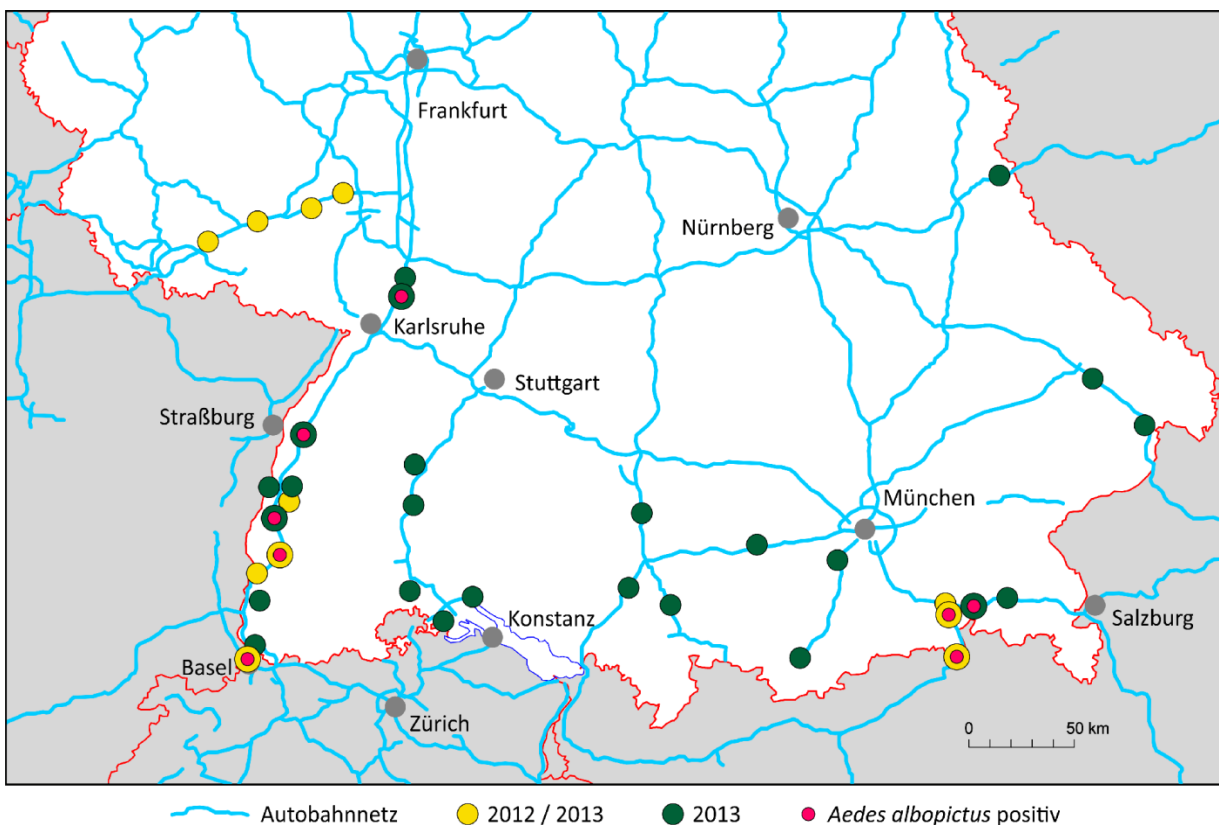 Frankfurt
Nürnberg
Karlsruhe
Stuttgart
Straßburg
München
Konstanz
Salzburg
Basel
Zürich
0 50 km
Autobahnnetz 2012 / 2013 2013 Aedes albopictus positiv